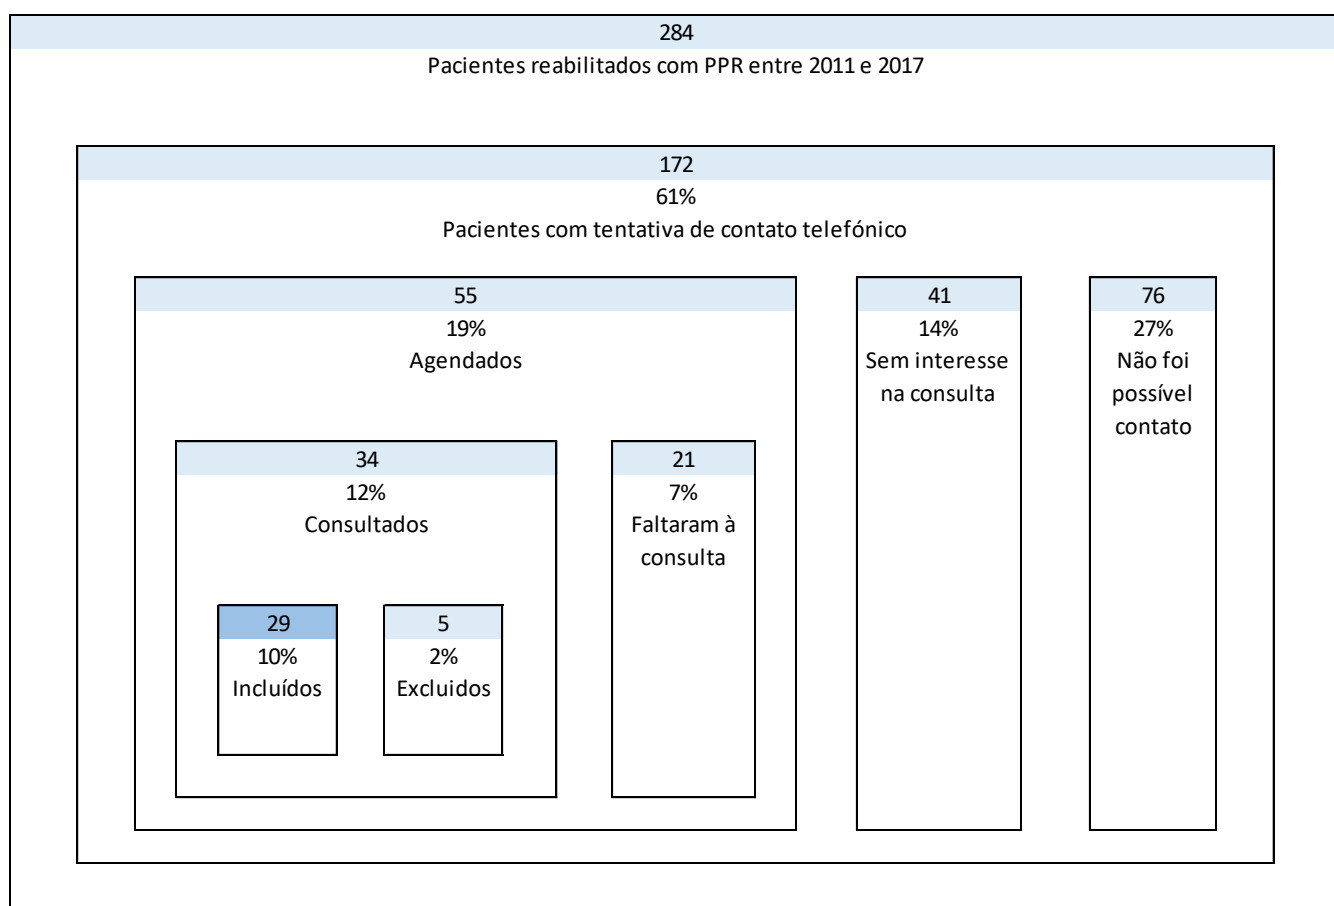 284
Pacientes reabilitados com PPR entre 2011 e 2017
172
61%
Pacientes com tentativa de contato telefónico
55
19%
Agendados
34
12%
Consultados
29
10%
Incluídos
5
2%
Excluidos
21
7%
Faltaram à
consulta
41
14%
Sem interesse
na consulta
76
27%
Não foi
possível
contato